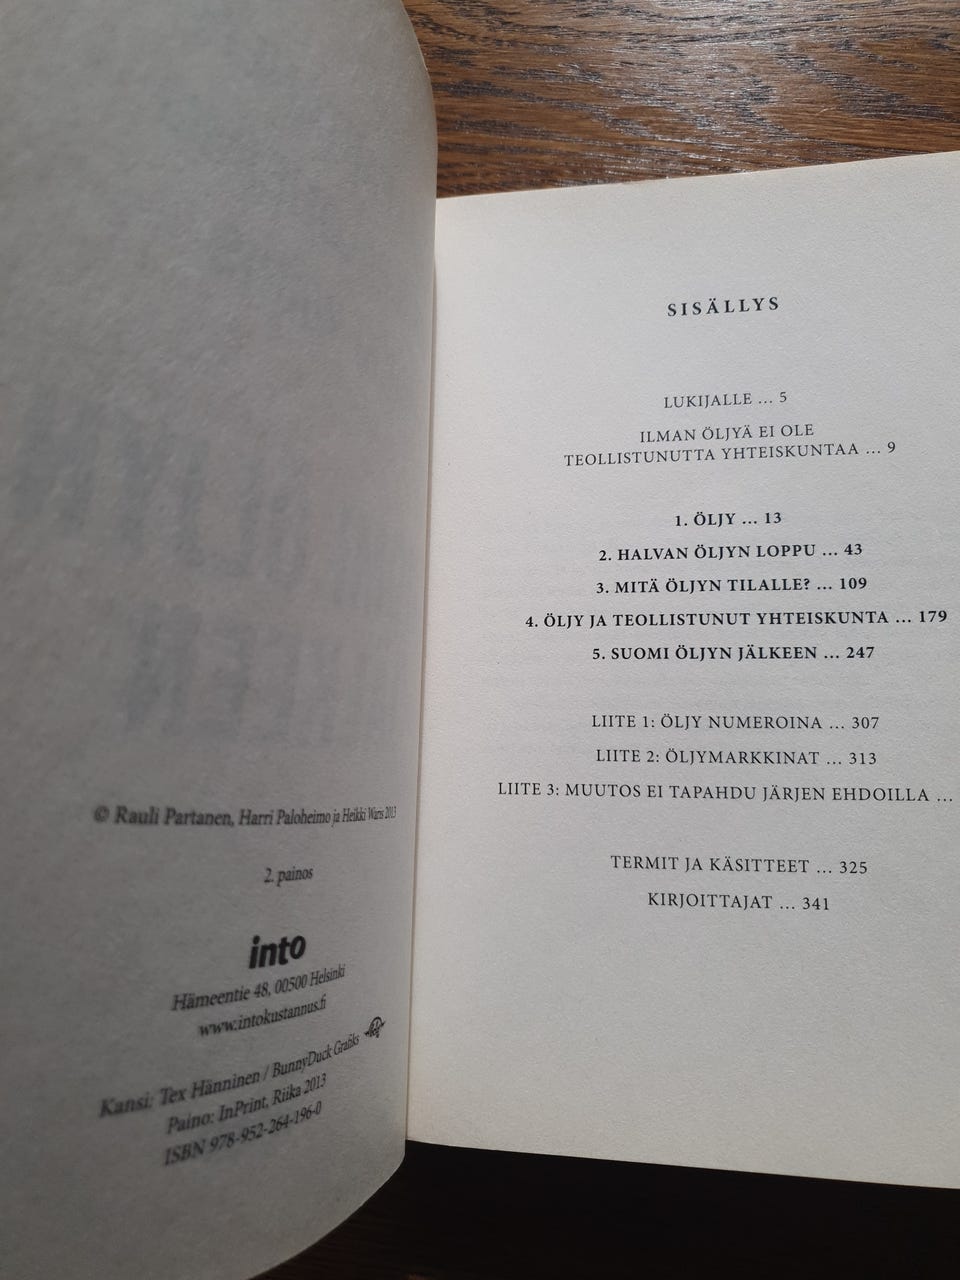 © Rauli Partanen, Harri Paloheimo ja Heikki Waris 2013
2. painos
into
Hämeentie 48, 00500 Helsinki
www.intokustannus.fi
Kansi: Tex Hänninen / BunnyDuck Grafiks
Paino: InPrint, Riika 2013
ISBN 978-952-264-196-0
SISÄLLYS
LUKIJALLE ... 5
ILMAN ÖLJYÄ EI OLE
TEOLLISTUNUTTA YHTEISKUNTAA ... 9
1. ÖLJY ... 13
2. HALVAN ÖLJYN LOPPU ... 43
3. MITÄ ÖLJYN TILALLE? ... 109
4. ÖLJY JA TEOLLISTUNUT YHTEISKUNTA ... 179
5. SUOMI ÖLJYN JÄLKEEN ... 247
LIITE 1: ÖLJY NUMEROINA ... 307
LIITE 2: ÖLJYMARKKINAT ... 313
LIITE 3: MUUTOS EI TAPAHDU JÄRJEN EHDOILLA ...
TERMIT JA KÄSITTEET ... 325
KIRJOITTAJAT ... 341